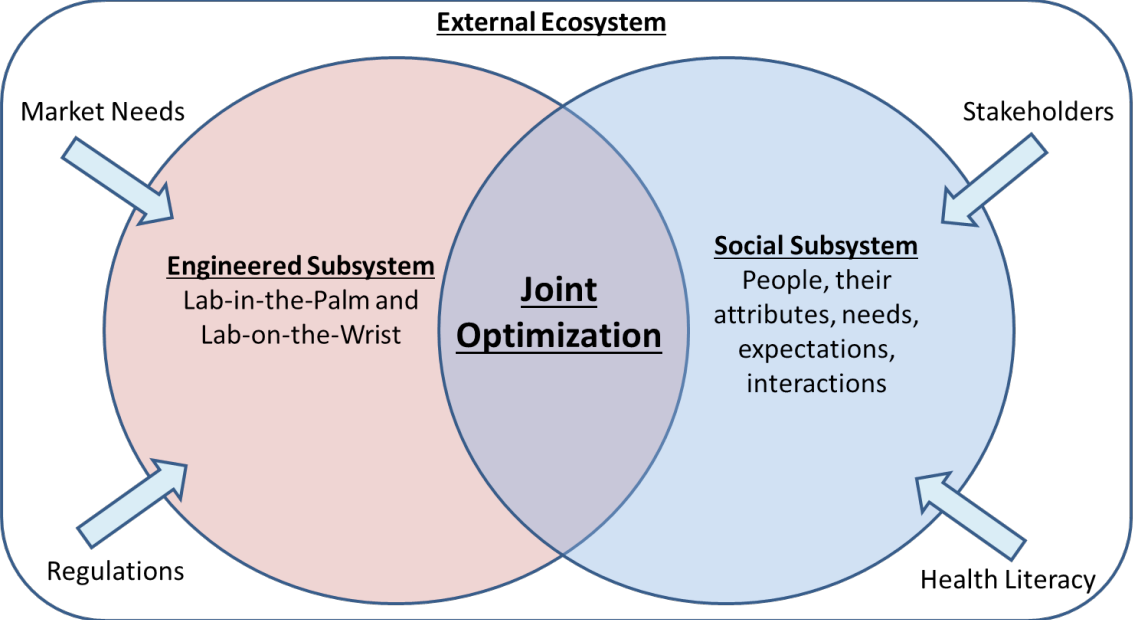 External Ecosystem
Market Needs
Stakeholders
Engineered Subsystem
Lab-in-the-Palm and
Lab-on-the-Wrist
Joint
Optimization
Social Subsystem
People, their
attributes, needs,
expectations,
interactions
Regulations
Health Literacy